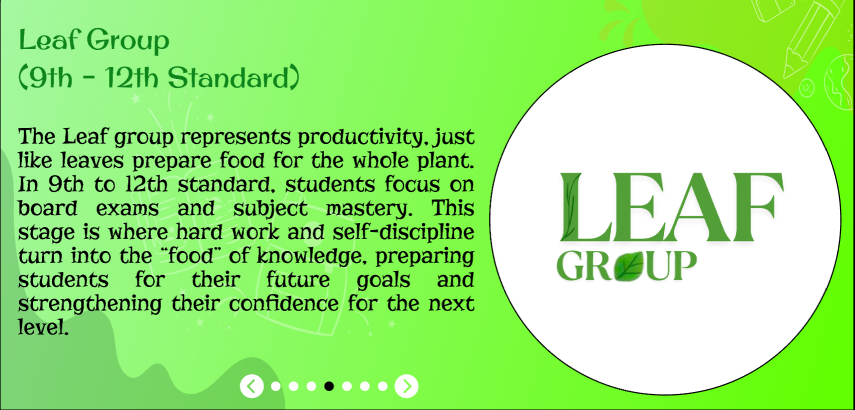 Leaf Group
(9th - 12th Standard)
The Leaf group represents productivity, just
like leaves prepare food for the whole plant.
In 9th to 12th standard, students focus on
board exams and subject mastery. This
stage is where hard work and self-discipline
turn into the "food" of knowledge, preparing
students for their future goals and
strengthening their confidence for the next
level.
LEAF
GROUP